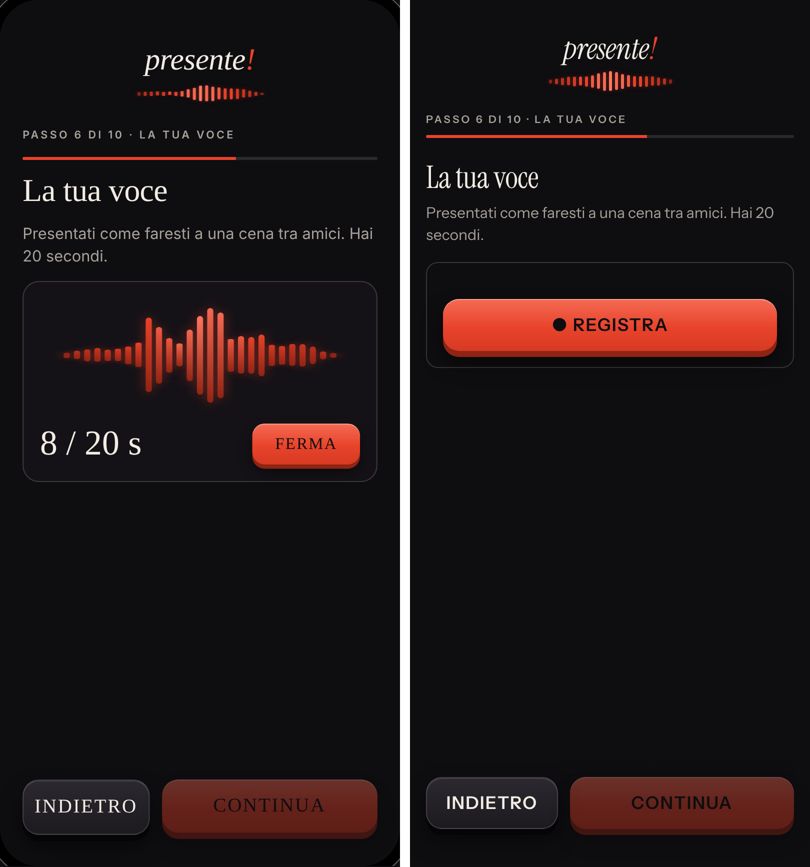 presente!
PASSO 6 DI 10 · LA TUA VOCE
La tua voce
Presentati come faresti a una cena tra amici. Hai
20 secondi.
8 / 20 s
FERMA
INDIETRO
CONTINUA
presente!
PASSO 6 DI 10 · LA TUA VOCE
La tua voce
Presentati come faresti a una cena tra amici. Hai 20
secondi.
REGISTRA
INDIETRO
CONTINUA